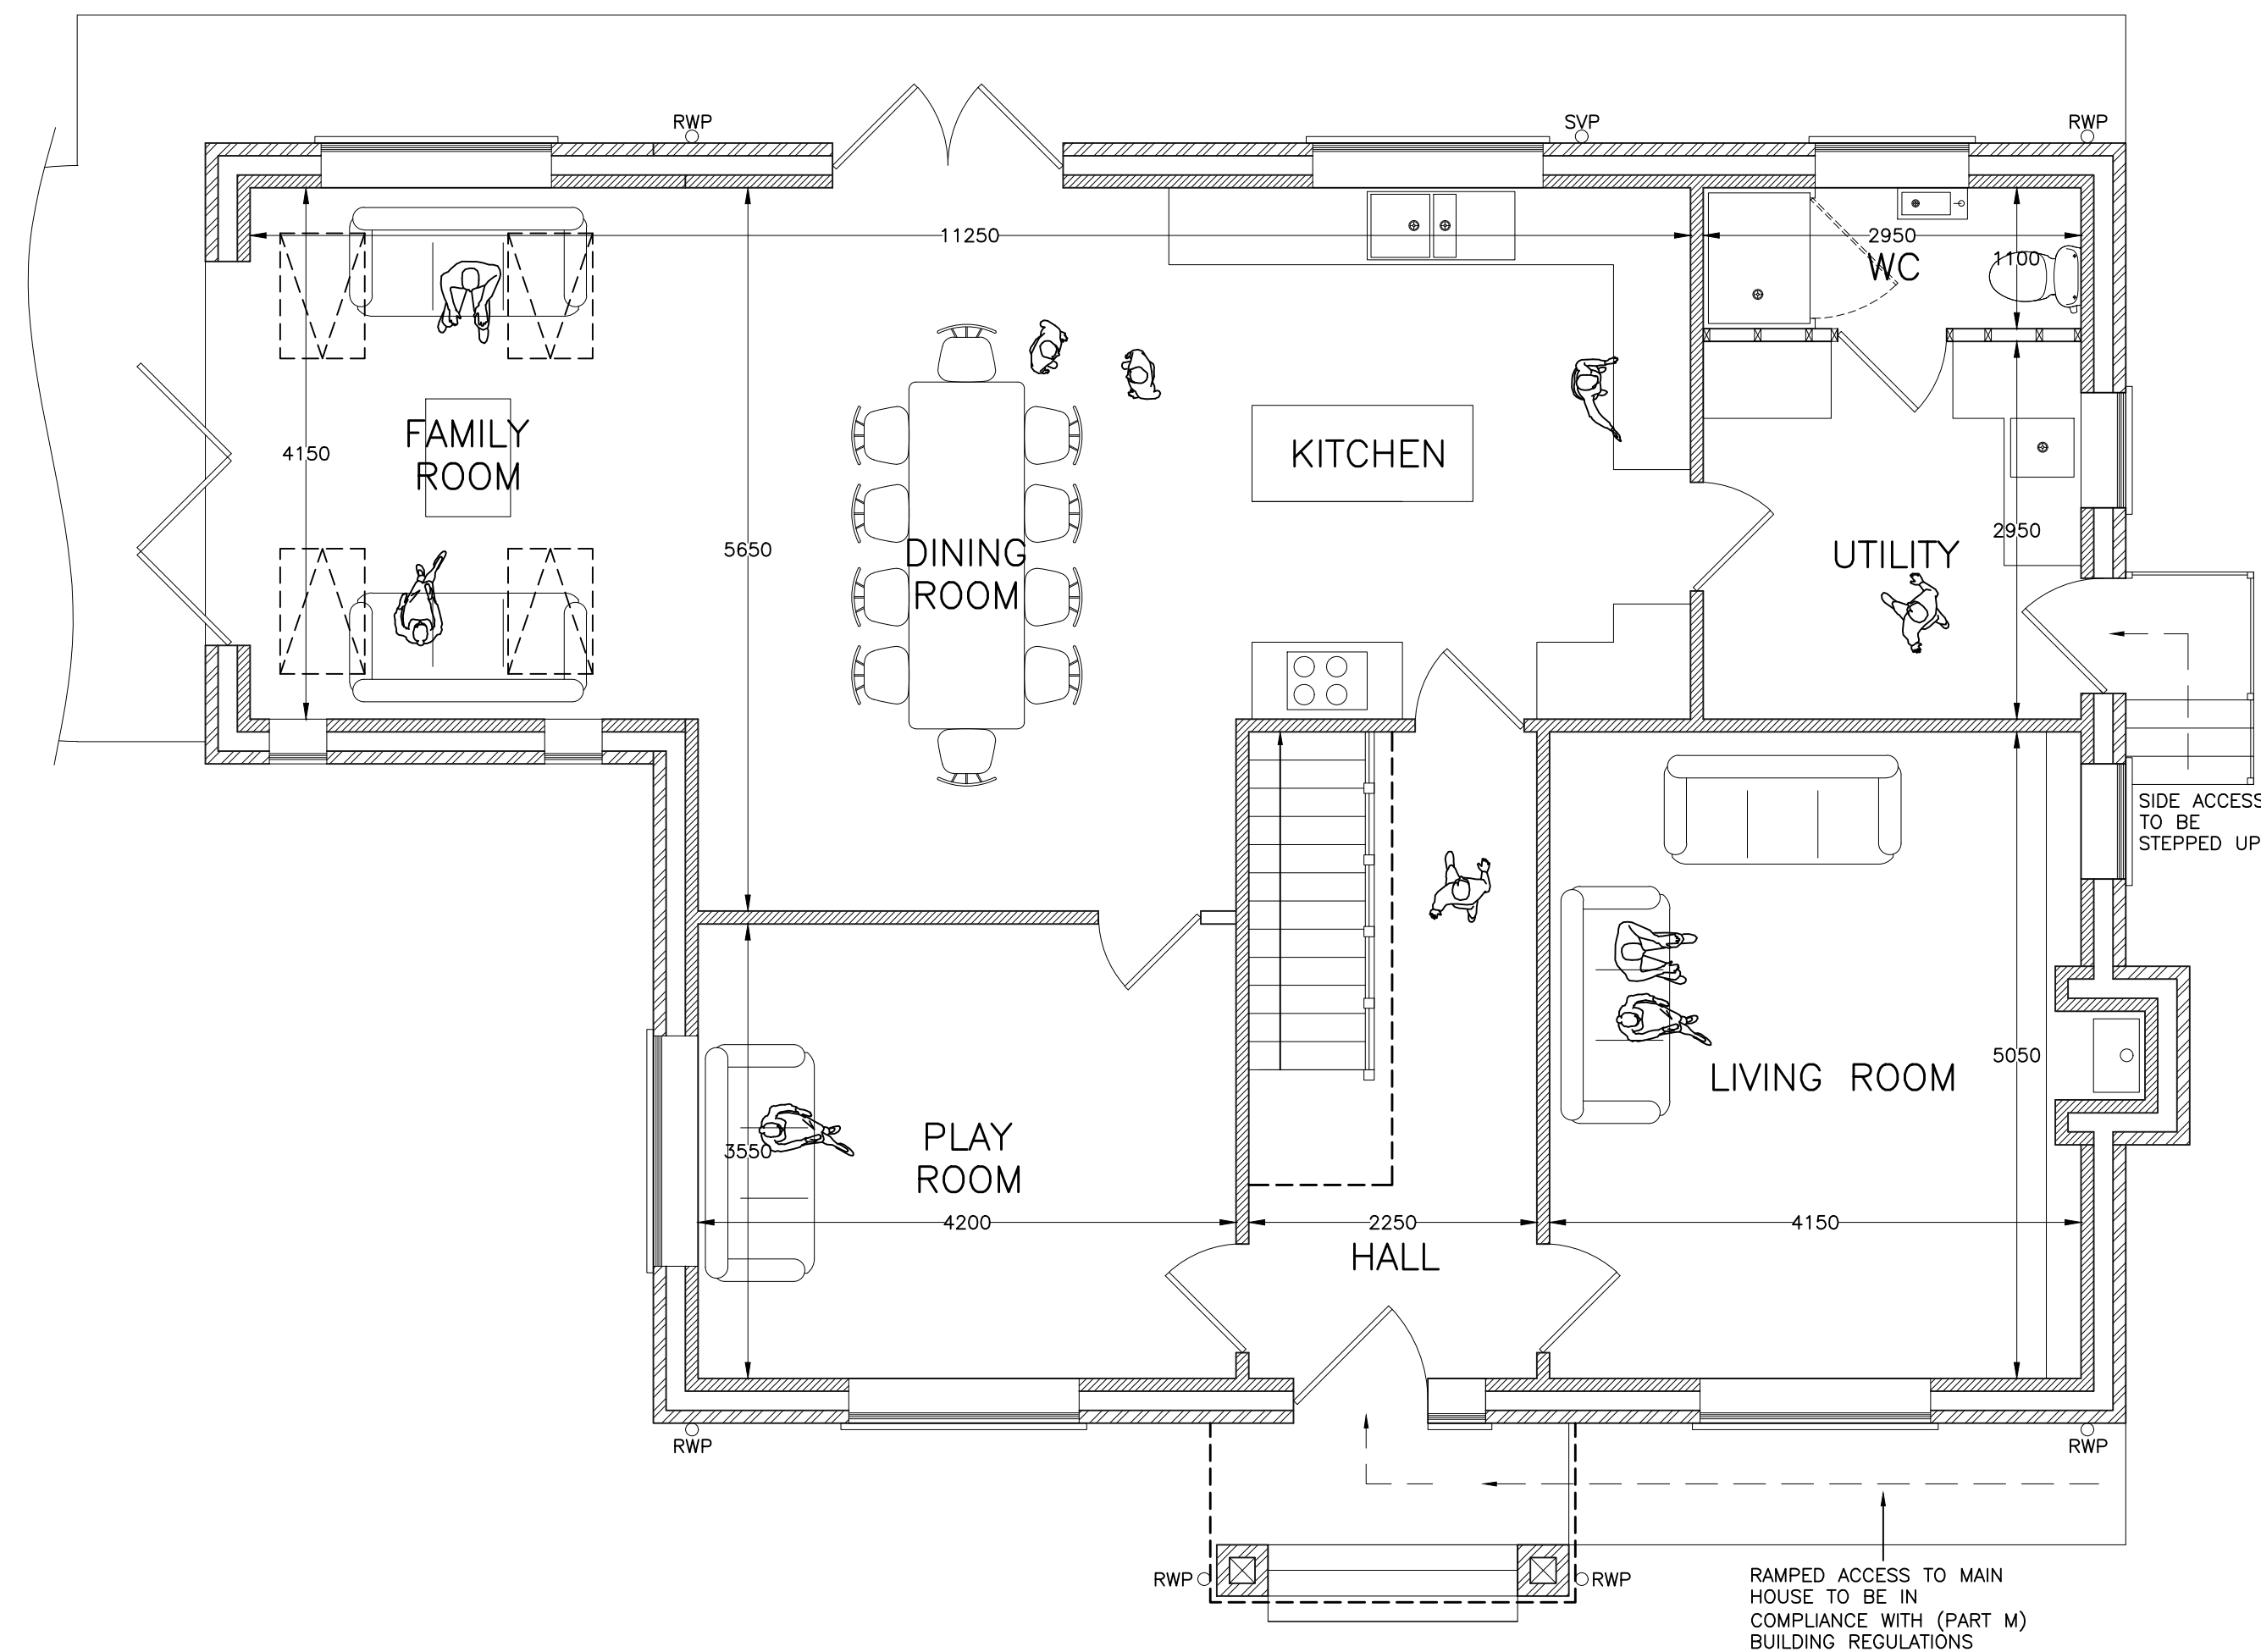 RWP
SVP
RWP
11250
2950
1100
WC
4150
FAMILY
ROOM
KITCHEN
5650
DINING
ROOM
UTILITY
2950
SIDE ACCESS
TO BE
STEPPED UP
5050
LIVING ROOM
PLAY
ROOM
3550
4200
2250
4150
HALL
RWP
RWP
RWP
RWP
RAMPED ACCESS TO MAIN
HOUSE TO BE IN
COMPLIANCE WITH (PART M)
BUILDING REGULATIONS